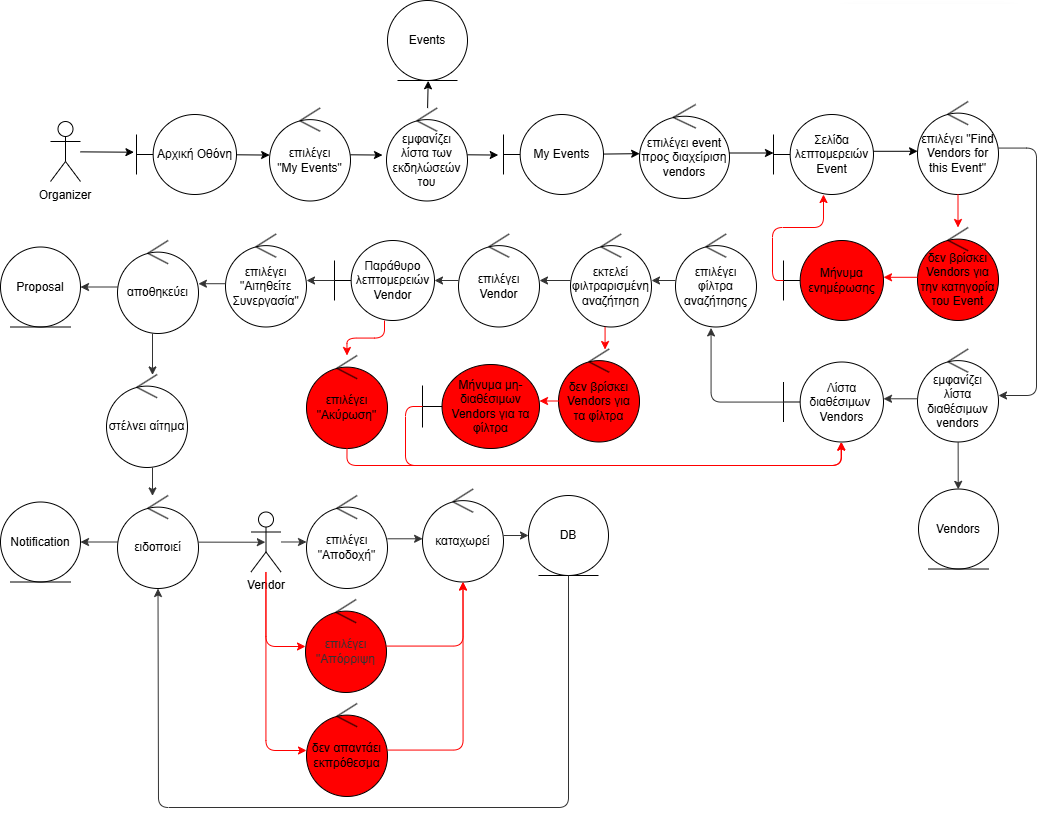 Events
Organizer
Αρχική Οθόνη
επιλέγει
"My Events"
εμφανίζει
λίστα των
εκδηλώσεών
του
My Events
επιλέγει event
προς διαχείριση
vendors
Σελίδα
λεπτομερειών
Event
επιλέγει "Find
Vendors for
this Event"
Proposal
αποθηκεύει
επιλέγει
"Αιτηθείτε
Συνεργασία"
Παράθυρο
λεπτομερειών
Vendor
επιλέγει
Vendor
εκτελεί
φιλτραρισμένη
αναζήτηση
επιλέγει
φίλτρα
αναζήτησης
Μήνυμα
ενημέρωσης
δεν βρίσκει
Vendors για
την κατηγορία
του Event
στέλνει αίτημα
επιλέγει
"Ακύρωση"
Μήνυμα μη-
διαθέσιμων
Vendors για τα
φίλτρα
δεν βρίσκει
Vendors για
τα φίλτρα
Λίστα
διαθέσιμων
Vendors
εμφανίζει
λίστα
διαθέσιμων
vendors
Notification
ειδοποιεί
Vendor
επιλέγει
"Αποδοχή"
καταχωρεί
DB
Vendors
επιλέγει
"Απόρριψη
δεν απαντάει
εκπρόθεσμα